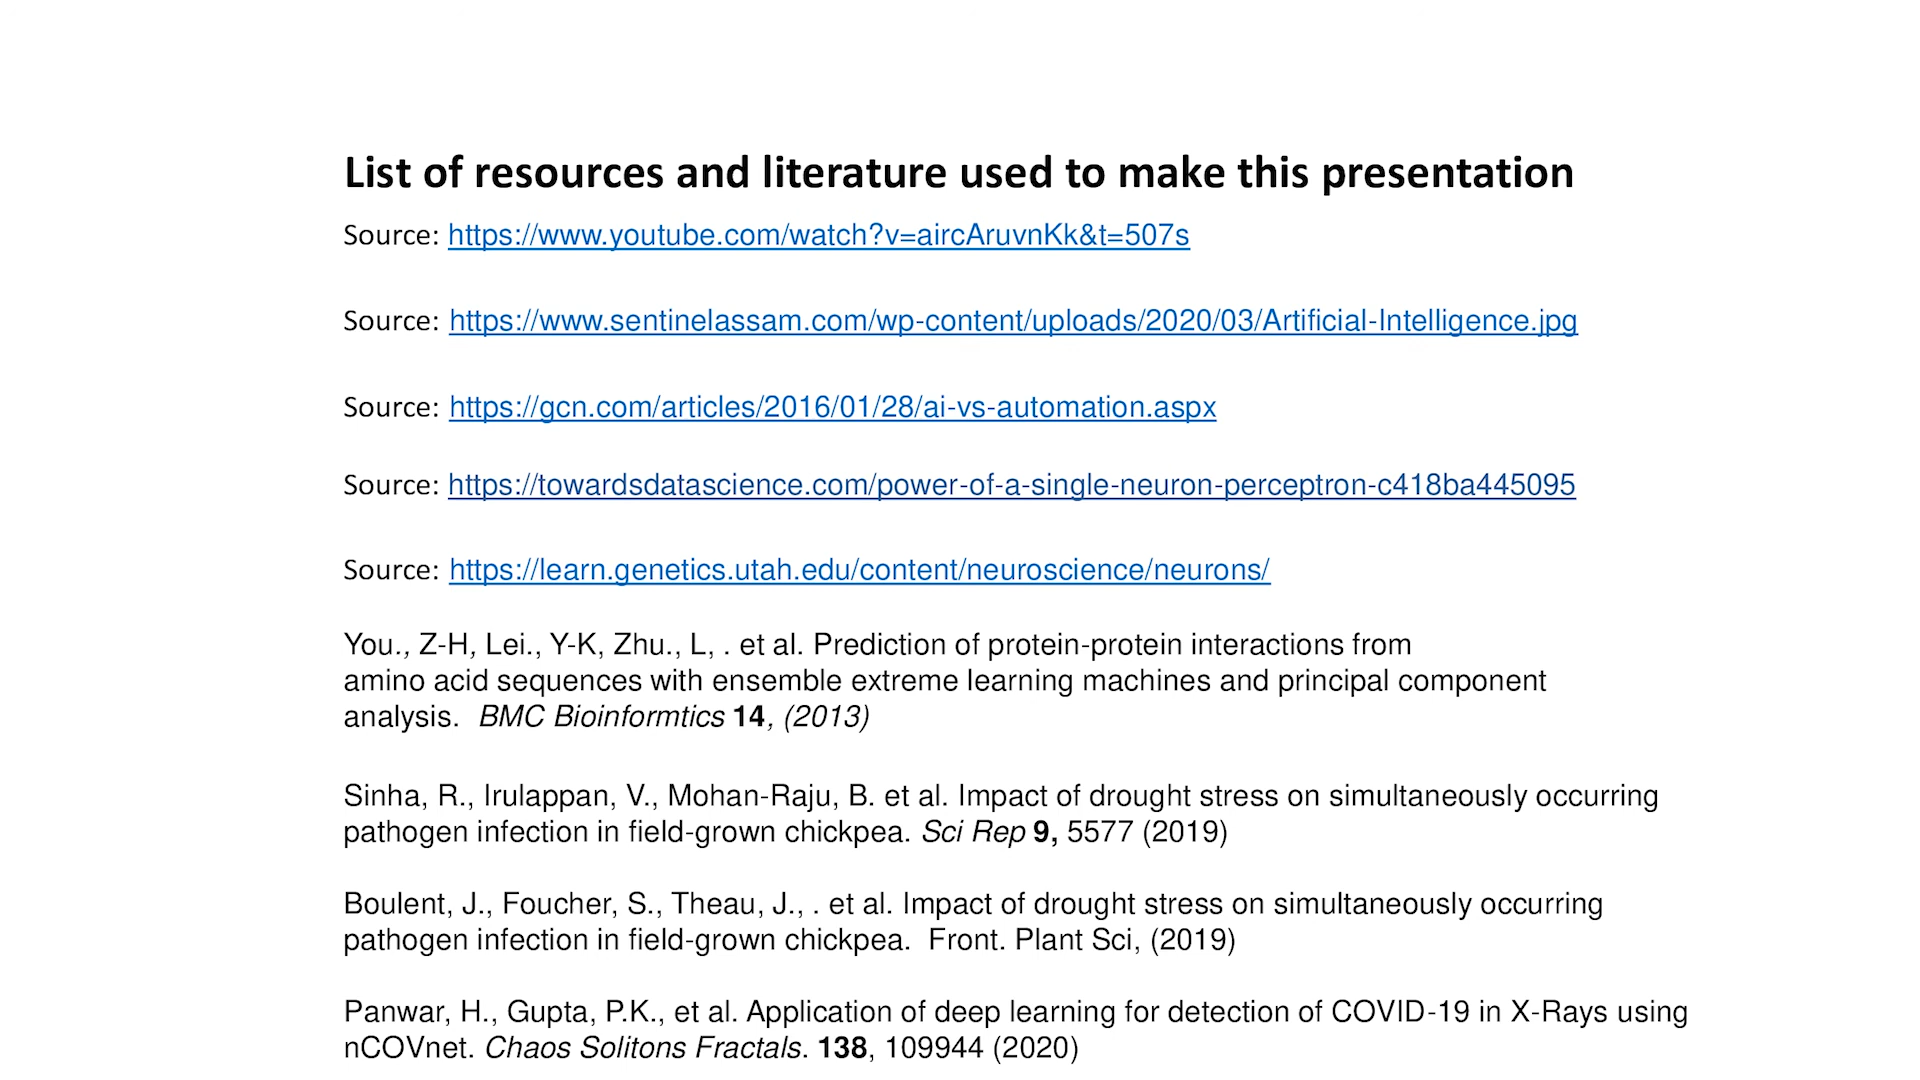 List of resources and literature used to make this presentation
Source: https://www.youtube.com/watch?v=aircAruvnKk&t=507s
Source: https://www.sentinelassam.com/wp-content/uploads/2020/03/Artificial-Intelligence.jpg
Source: https://gcn.com/articles/2016/01/28/ai-vs-automation.aspx
Source: https://towardsdatascience.com/power-of-a-single-neuron-perceptron-c418ba445095
Source: https://learn.genetics.utah.edu/content/neuroscience/neurons/
You., Z-H, Lei., Y-K, Zhu., L, . et al. Prediction of protein-protein interactions from
amino acid sequences with ensemble extreme learning machines and principal component
analysis. BMC Bioinformtics 14, (2013)
Sinha, R., Irulappan, V., Mohan-Raju, B. et al. Impact of drought stress on simultaneously occurring
pathogen infection in field-grown chickpea. Sci Rep 9, 5577 (2019)
Boulent, J., Foucher, S., Theau, J., . et al. Impact of drought stress on simultaneously occurring
pathogen infection in field-grown chickpea. Front. Plant Sci, (2019)
Panwar, H., Gupta, P.K., et al. Application of deep learning for detection of COVID-19 in X-Rays using
nCOVnet. Chaos Solitons Fractals. 138, 109944 (2020)